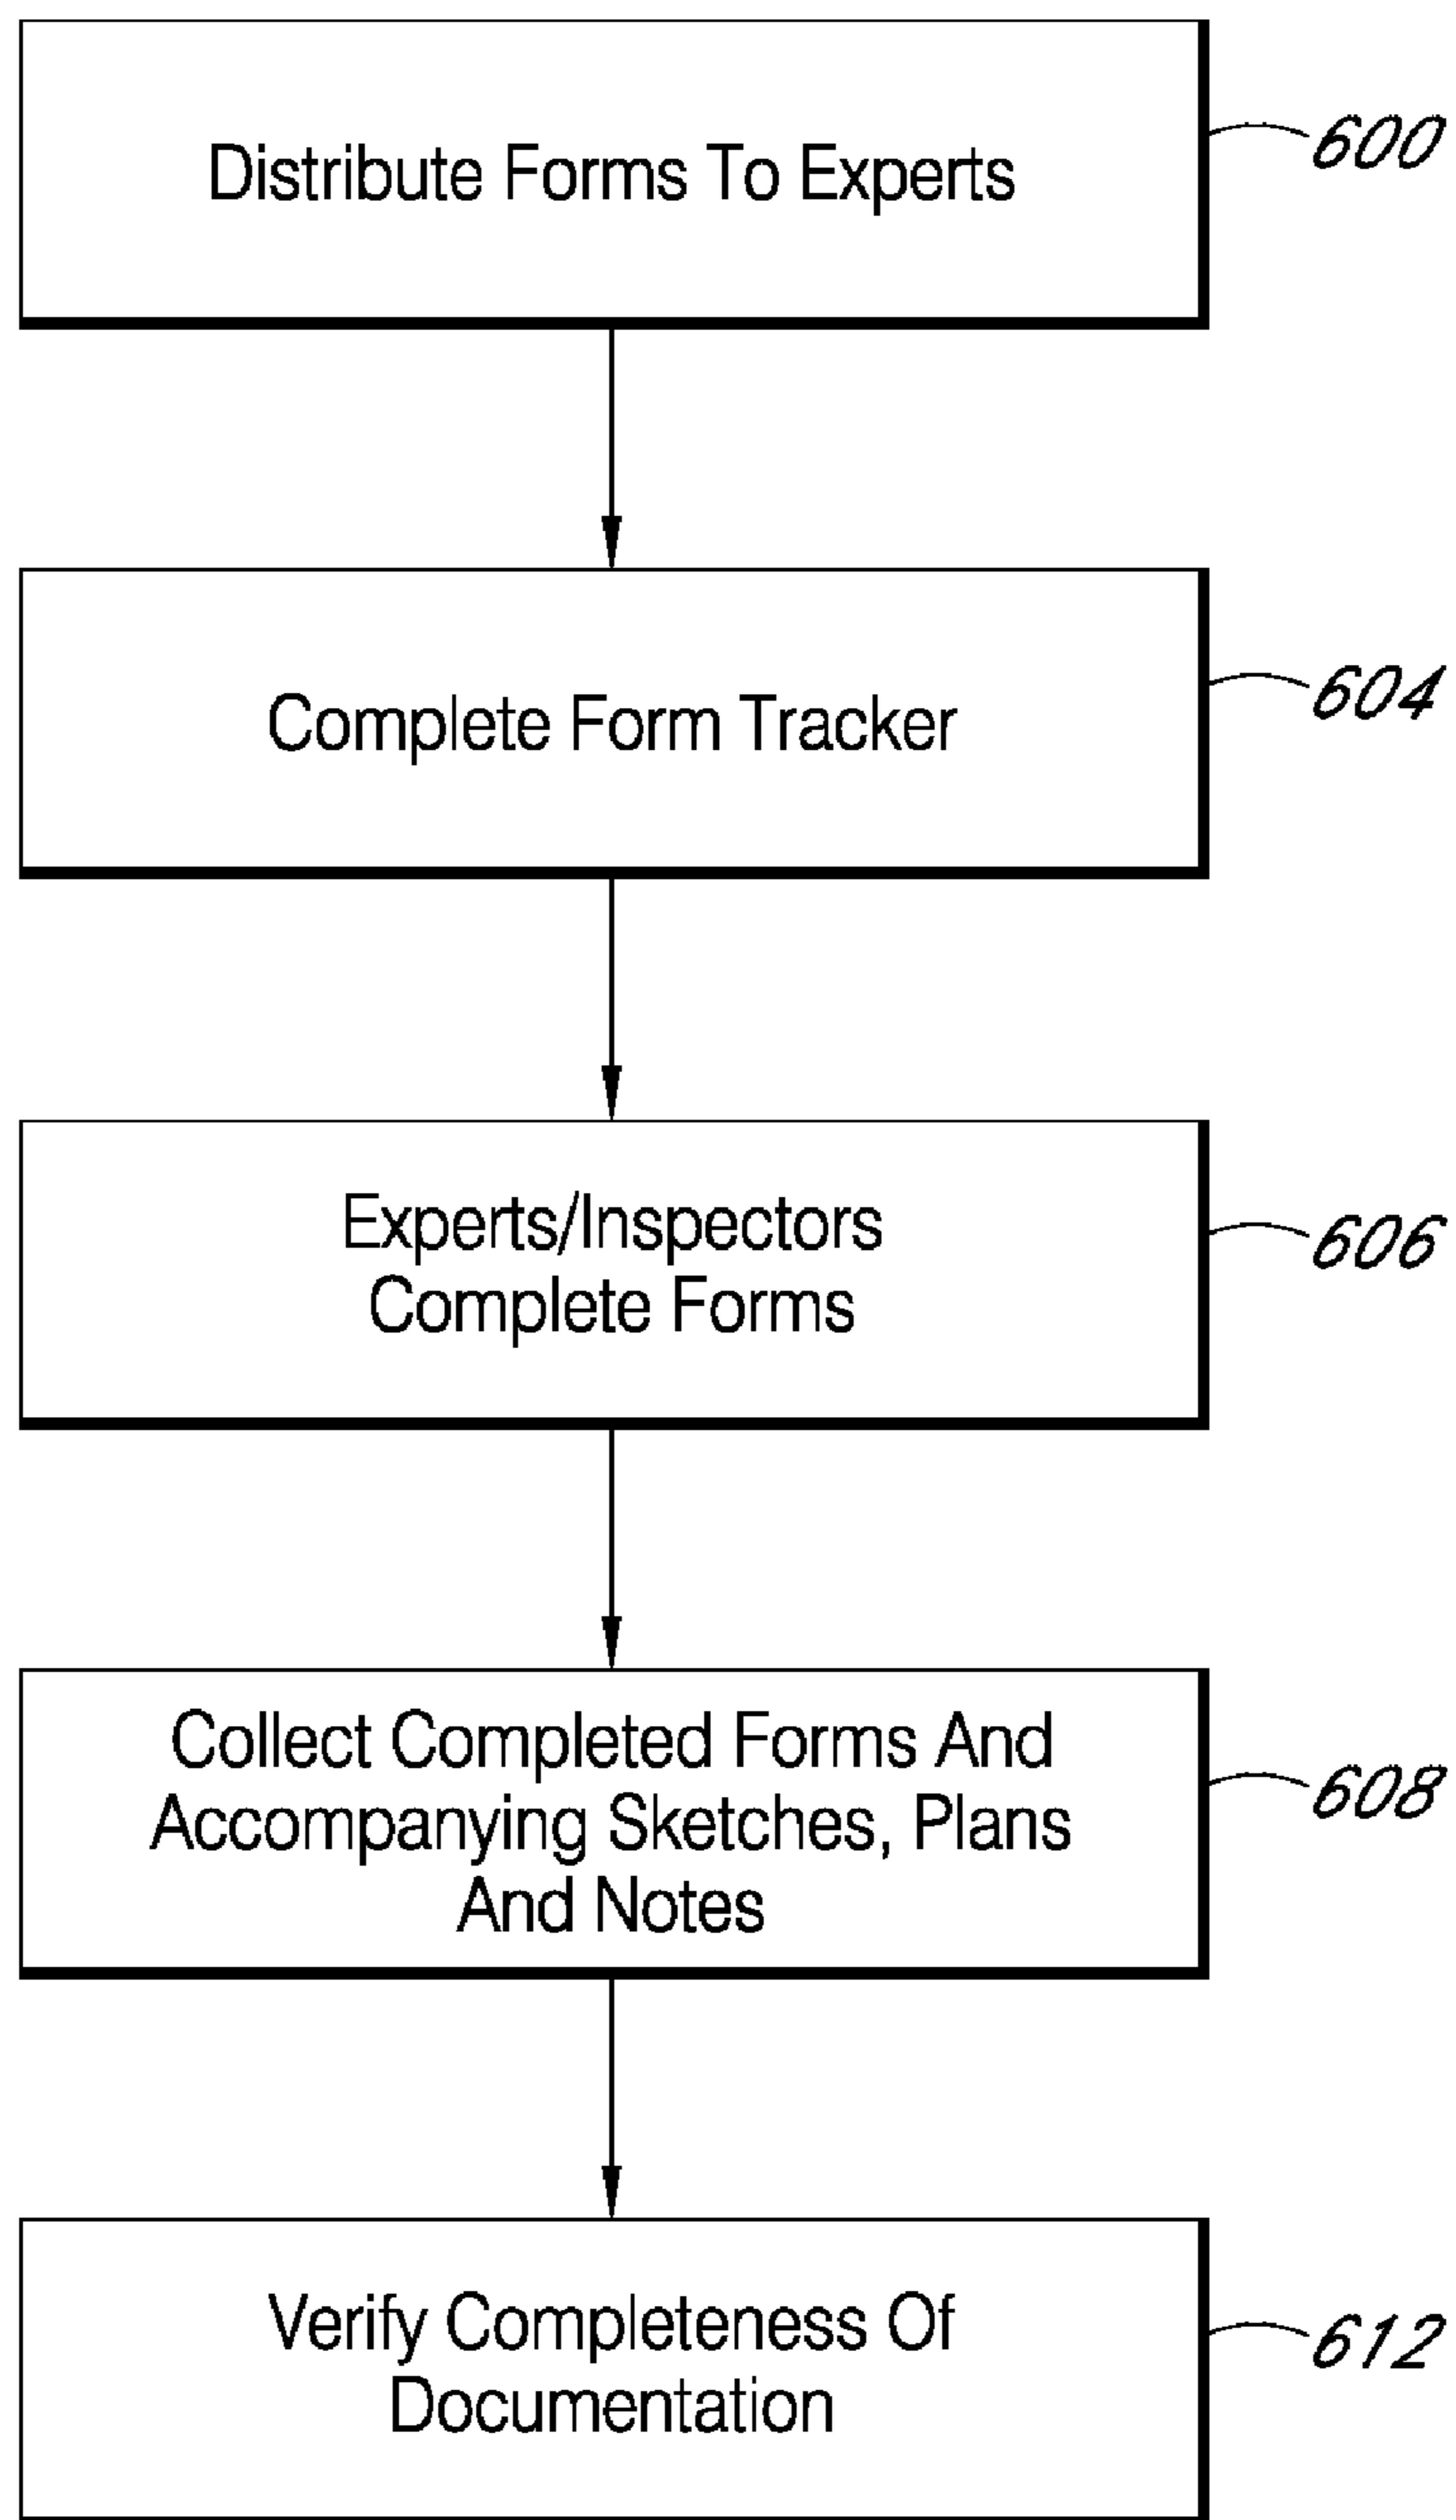 Distribute Forms To Experts
600
Complete Form Tracker
604
Experts/Inspectors
Complete Forms
606
Collect Completed Forms And
Accompanying Sketches, Plans
And Notes
608
Verify Completeness Of
Documentation
612